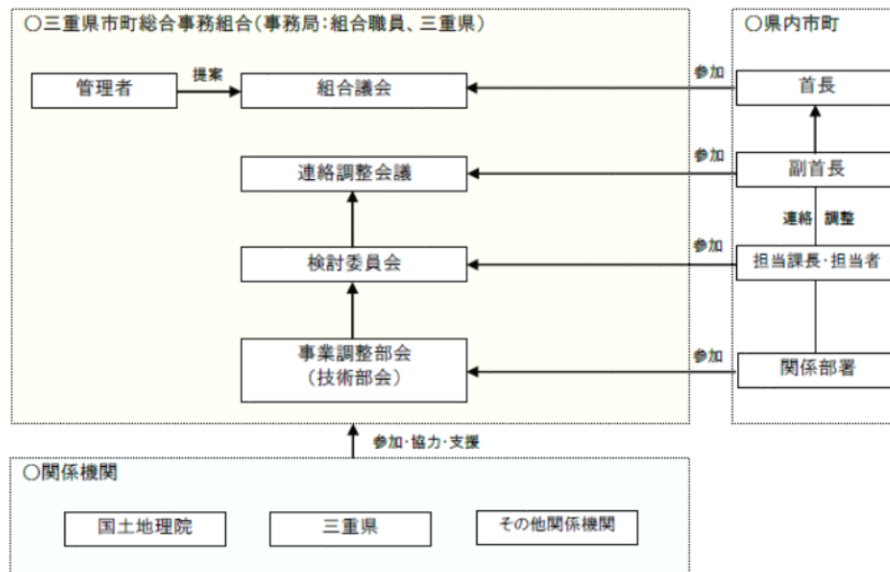 ○三重県市町総合事務組合(事務局:組合職員、三重県)
○県内市町
管理者
提案
組合議会
参加
首長
連絡調整会議
参加
副首長
連絡 調整
検討委員会
参加
担当課長・担当者
事業調整部会
(技術部会)
参加
関係部署
参加・協力・支援
○関係機関
国土地理院
三重県
その他関係機関